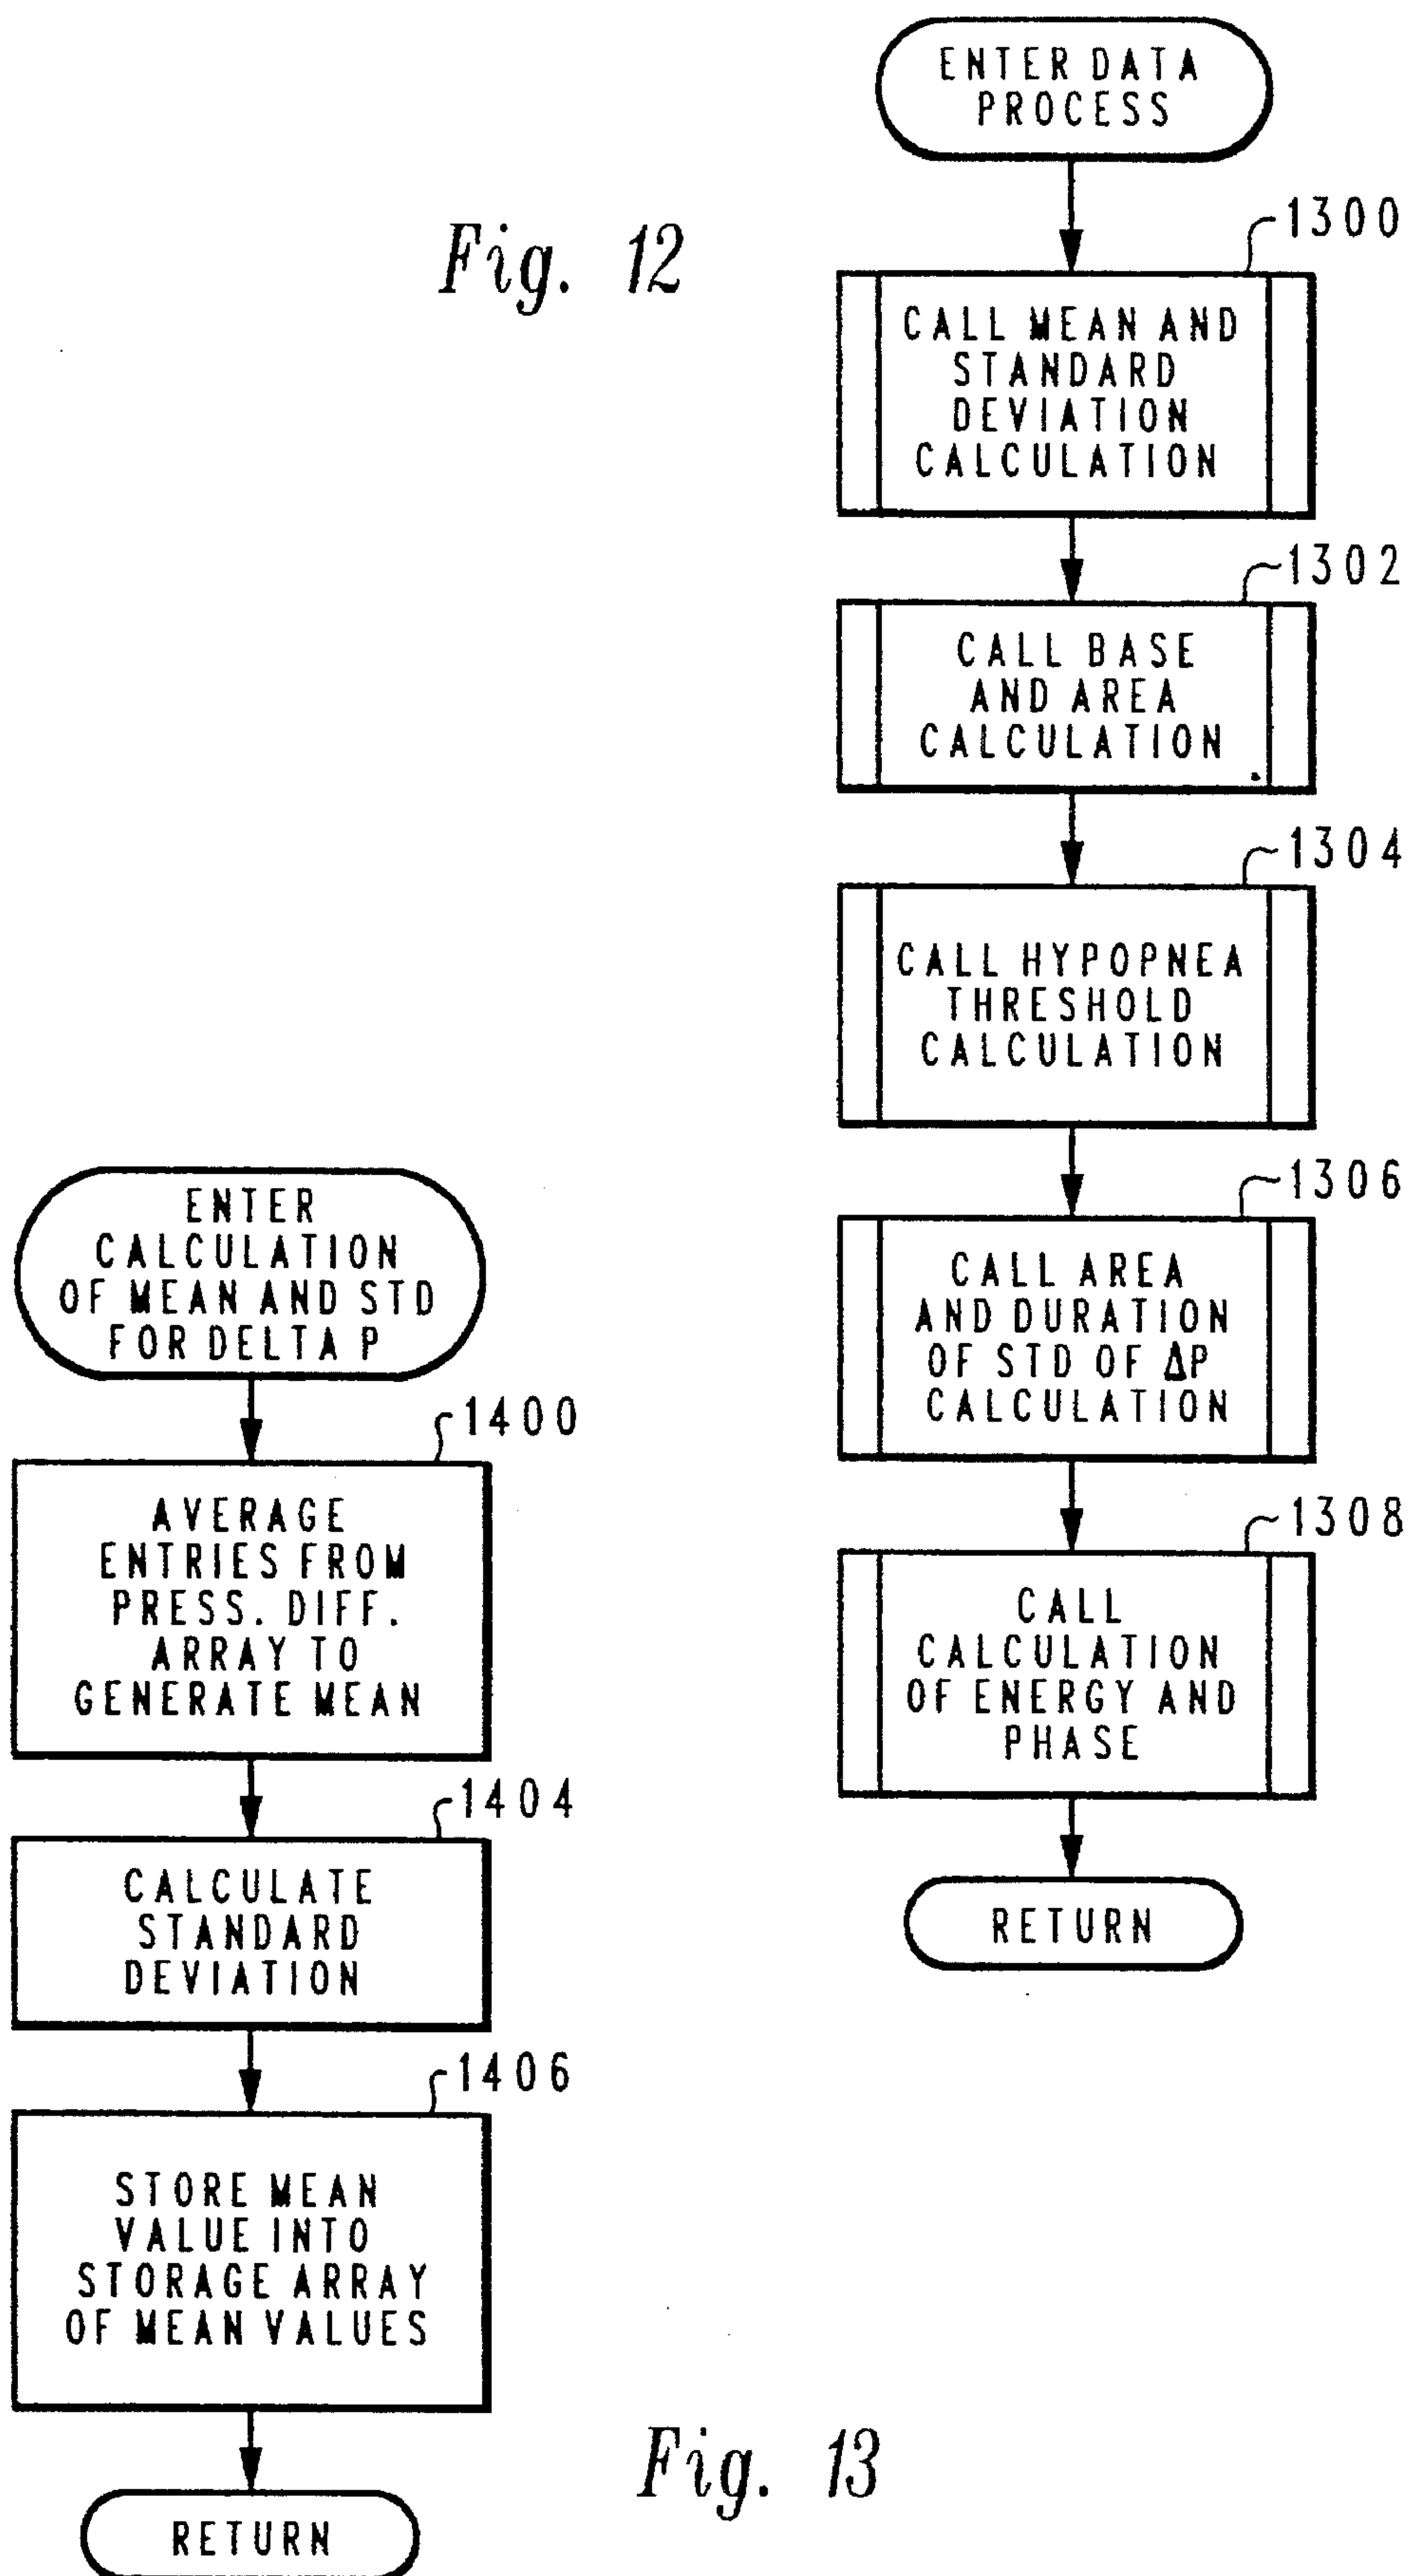 Fig. 12
ENTER DATA
PROCESS
1300
CALL MEAN AND
STANDARD
DEVIATION
CALCULATION
1302
CALL BASE
AND AREA
CALCULATION
1304
CALL HYPOPNEA
THRESHOLD
CALCULATION
1306
CALL AREA
AND DURATION
OF STD OF ΔP
CALCULATION
1308
CALL
CALCULATION
OF ENERGY AND
PHASE
RETURN
ENTER
CALCULATION
OF MEAN AND STD
FOR DELTA P
1400
AVERAGE
ENTRIES FROM
PRESS. DIFF.
ARRAY TO
GENERATE MEAN
1404
CALCULATE
STANDARD
DEVIATION
1406
STORE MEAN
VALUE INTO
STORAGE ARRAY
OF MEAN VALUES
RETURN
Fig. 13